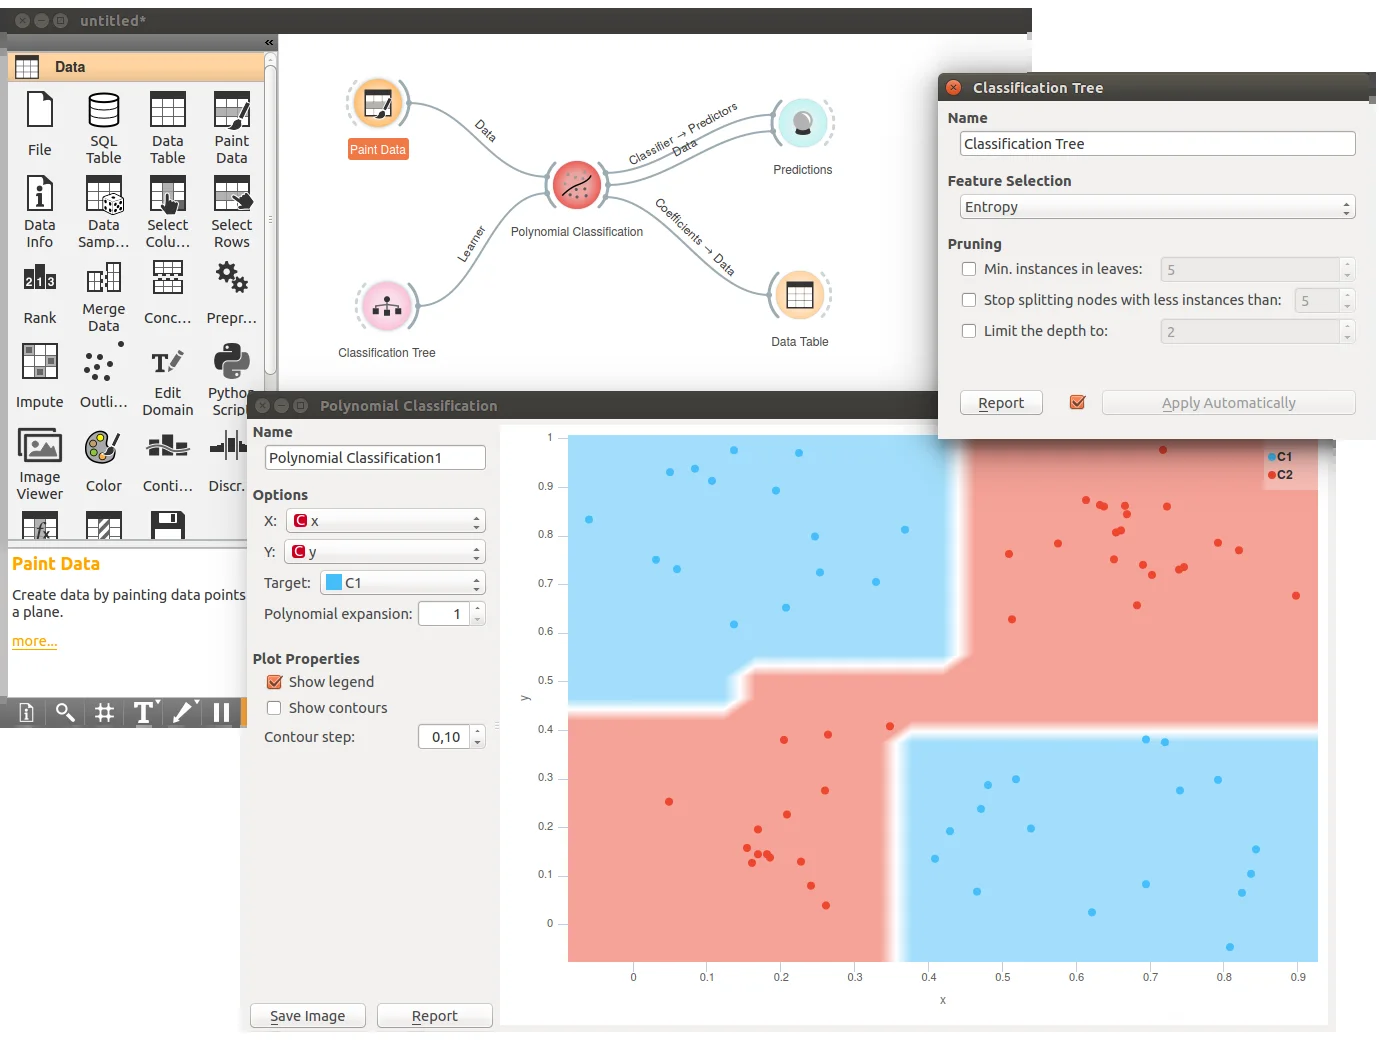 untitled*
«
Data
File
SQL Table
Data Table
Paint Data
Data Info
Data Samp...
Select Colu...
Select Rows
Rank
Merge Data
Conc...
Prepr...
Impute
Outli...
Edit Domain
Python Scrip
Image Viewer
Color
Conti...
Discr.
Paint Data
Create data by painting data points
a plane.
more...
Paint Data
Data
Learner
Classification Tree
Polynomial Classification
Classifier → Predictors
Data
Coefficients → Data
Predictions
Data Table
Classification Tree
Name
Classification Tree
Feature Selection
Entropy
Pruning
Min. instances in leaves: 5
Stop splitting nodes with less instances than: 5
Limit the depth to: 2
Report
Apply Automatically
Polynomial Classification
Name
Polynomial Classification1
Options
X: C x
Y: C y
Target: C1
Polynomial expansion: 1
Plot Properties
Show legend
Show contours
Contour step: 0,10
Save Image
Report
C1
C2
1
0.9
0.8
0.7
0.6
0.5
0.4
0.3
0.2
0.1
0
y
0 0.1 0.2 0.3 0.4 0.5 0.6 0.7 0.8 0.9
x